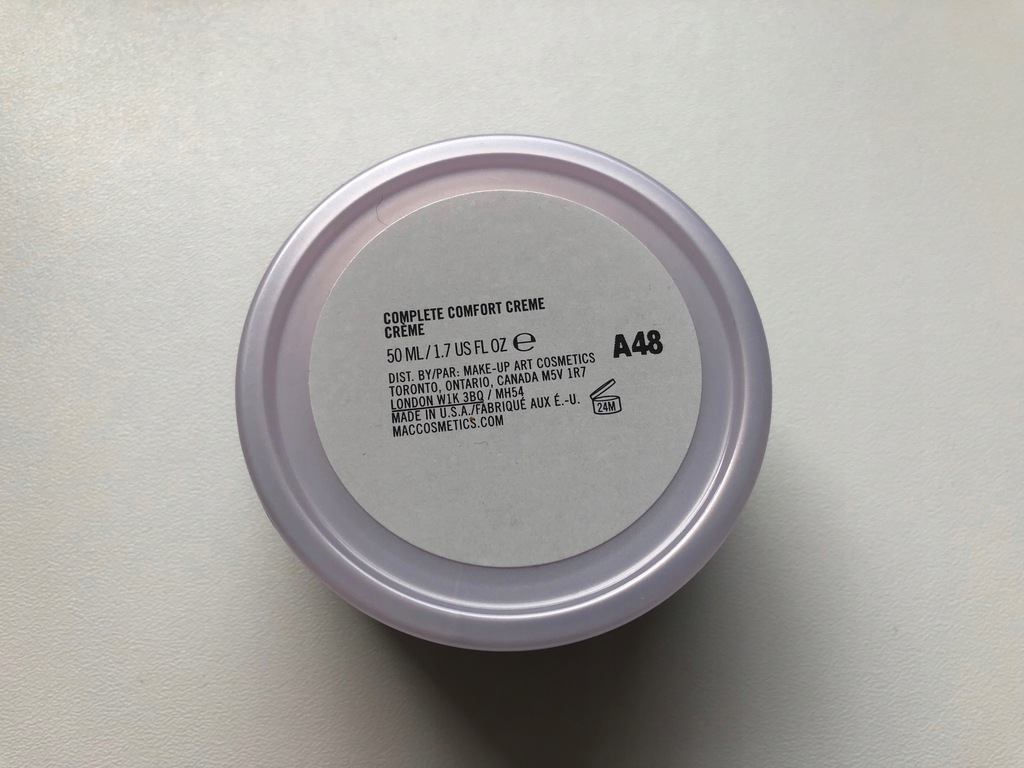 COMPLETE COMFORT CREME
CRÈME
50 ML / 1.7 US FL OZ ℮
A48
DIST. BY/PAR: MAKE-UP ART COSMETICS
TORONTO, ONTARIO, CANADA M5V 1R7
LONDON W1K 3BQ / MH54
MADE IN U.S.A./FABRIQUÉ AUX É.-U.
MACCOSMETICS.COM
24M